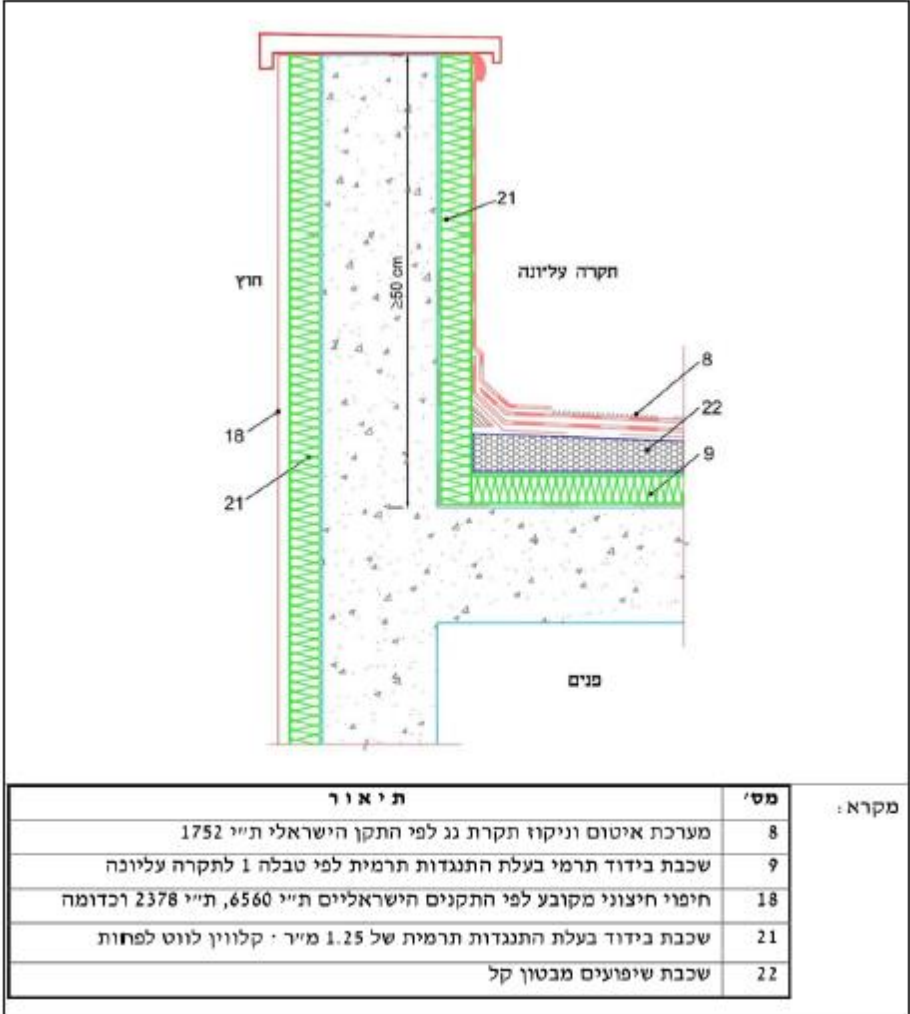 21
חוץ
תקרה עליונה
≥50 cm
8
22
18
9
21
פנים
מקרא:
מס' תיאור
8 מערכת איטום וניקוז תקרת גג לפי התקן הישראלי ת"י 1752
9 שכבת בידוד תרמי בעלת התנגדות תרמית לפי טבלה 1 לתקרה עליונה
18 חיפוי חיצוני מקובע לפי התקנים הישראליים ת"י 6560, ת"י 2378 וכדומה
21 שכבת בידוד בעלת התנגדות תרמית של 1.25 מ"ר · קלווין לווט לפחות
22 שכבת שיפועים מבטון קל